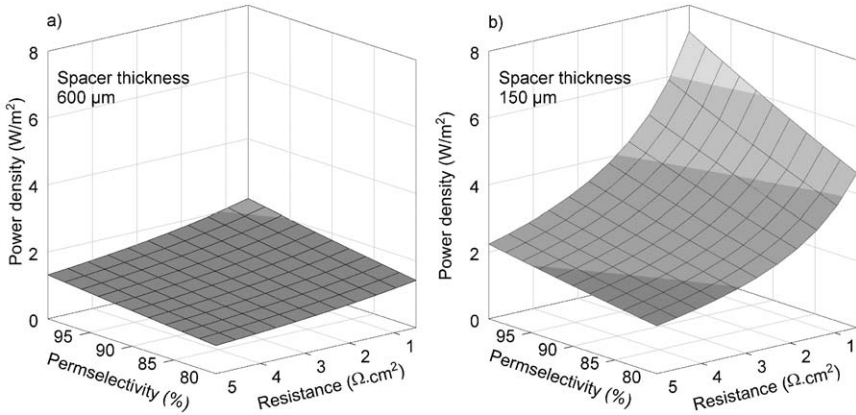 a)
Spacer thickness
600 µm
Power density (W/m²)
8
6
4
2
0
95
90
85
80
Permselectivity (%)
5
4
3
2
1
Resistance (Ω.cm²)
b)
Spacer thickness
150 µm
Power density (W/m²)
8
6
4
2
0
95
90
85
80
Permselectivity (%)
5
4
3
2
1
Resistance (Ω.cm²)